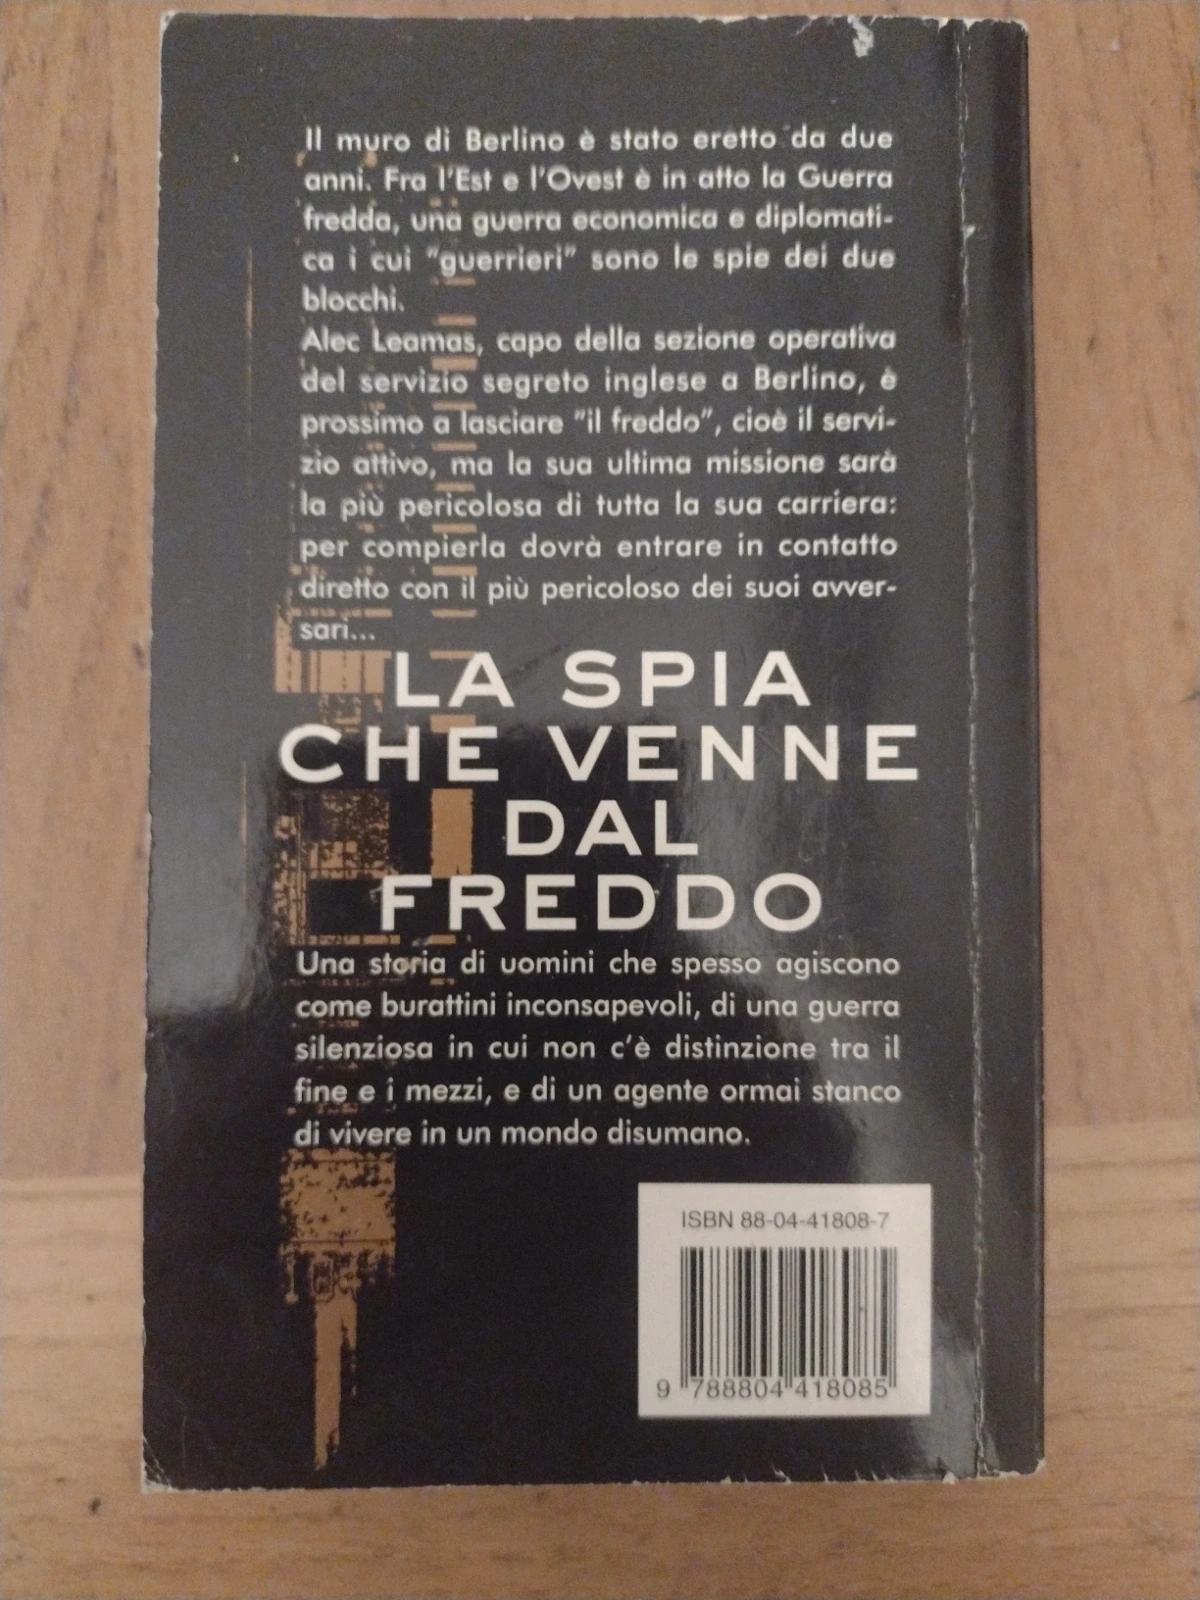 Il muro di Berlino è stato eretto da due
anni. Fra l'Est e l'Ovest è in atto la Guerra
fredda, una guerra economica e diplomati-
ca i cui "guerrieri" sono le spie dei due
blocchi.
Alec Leamas, capo della sezione operativa
del servizio segreto inglese a Berlino, è
prossimo a lasciare "il freddo", cioè il servi-
zio attivo, ma la sua ultima missione sarà
la più pericolosa di tutta la sua carriera:
per compierla dovrà entrare in contatto
diretto con il più pericoloso dei suoi avver-
sari...
LA SPIA
CHE VENNE
DAL
FREDDO
Una storia di uomini che spesso agiscono
come burattini inconsapevoli, di una guerra
silenziosa in cui non c'è distinzione tra il
fine e i mezzi, e di un agente ormai stanco
di vivere in un mondo disumano.
ISBN 88-04-41808-7
9 788804 418085